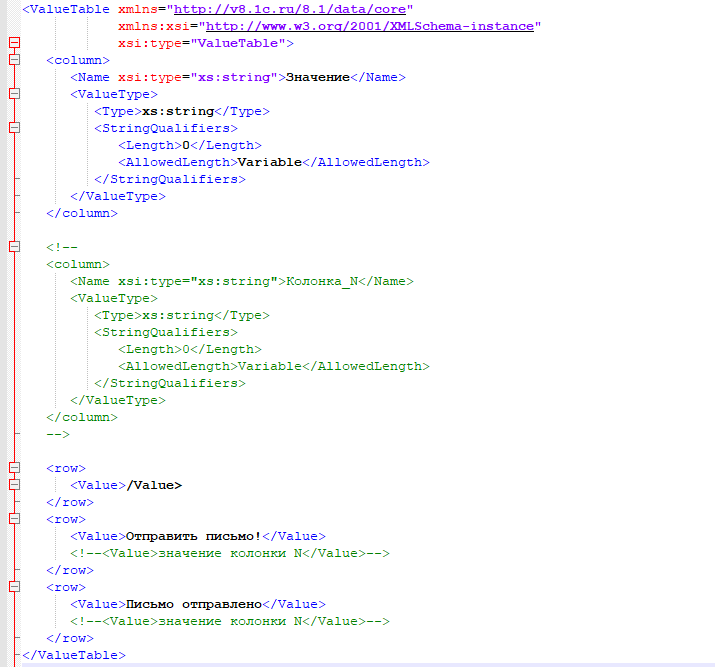 <ValueTable xmlns="http://v8.1c.ru/8.1/data/core"
xmlns:xsi="http://www.w3.org/2001/XMLSchema-instance"
xsi:type="ValueTable">
<column>
<Name xsi:type="xs:string">Значение</Name>
<ValueType>
<Type>xs:string</Type>
<StringQualifiers>
<Length>0</Length>
<AllowedLength>Variable</AllowedLength>
</StringQualifiers>
</ValueType>
</column>
<!--
<column>
<Name xsi:type="xs:string">Колонка_N</Name>
<ValueType>
<Type>xs:string</Type>
<StringQualifiers>
<Length>0</Length>
<AllowedLength>Variable</AllowedLength>
</StringQualifiers>
</ValueType>
</column>
-->
<row>
<Value>/Value>
</row>
<row>
<Value>Отправить письмо!</Value>
<!--<Value>значение колонки N</Value>-->
</row>
<row>
<Value>Письмо отправлено</Value>
<!--<Value>значение колонки N</Value>-->
</row>
</ValueTable>